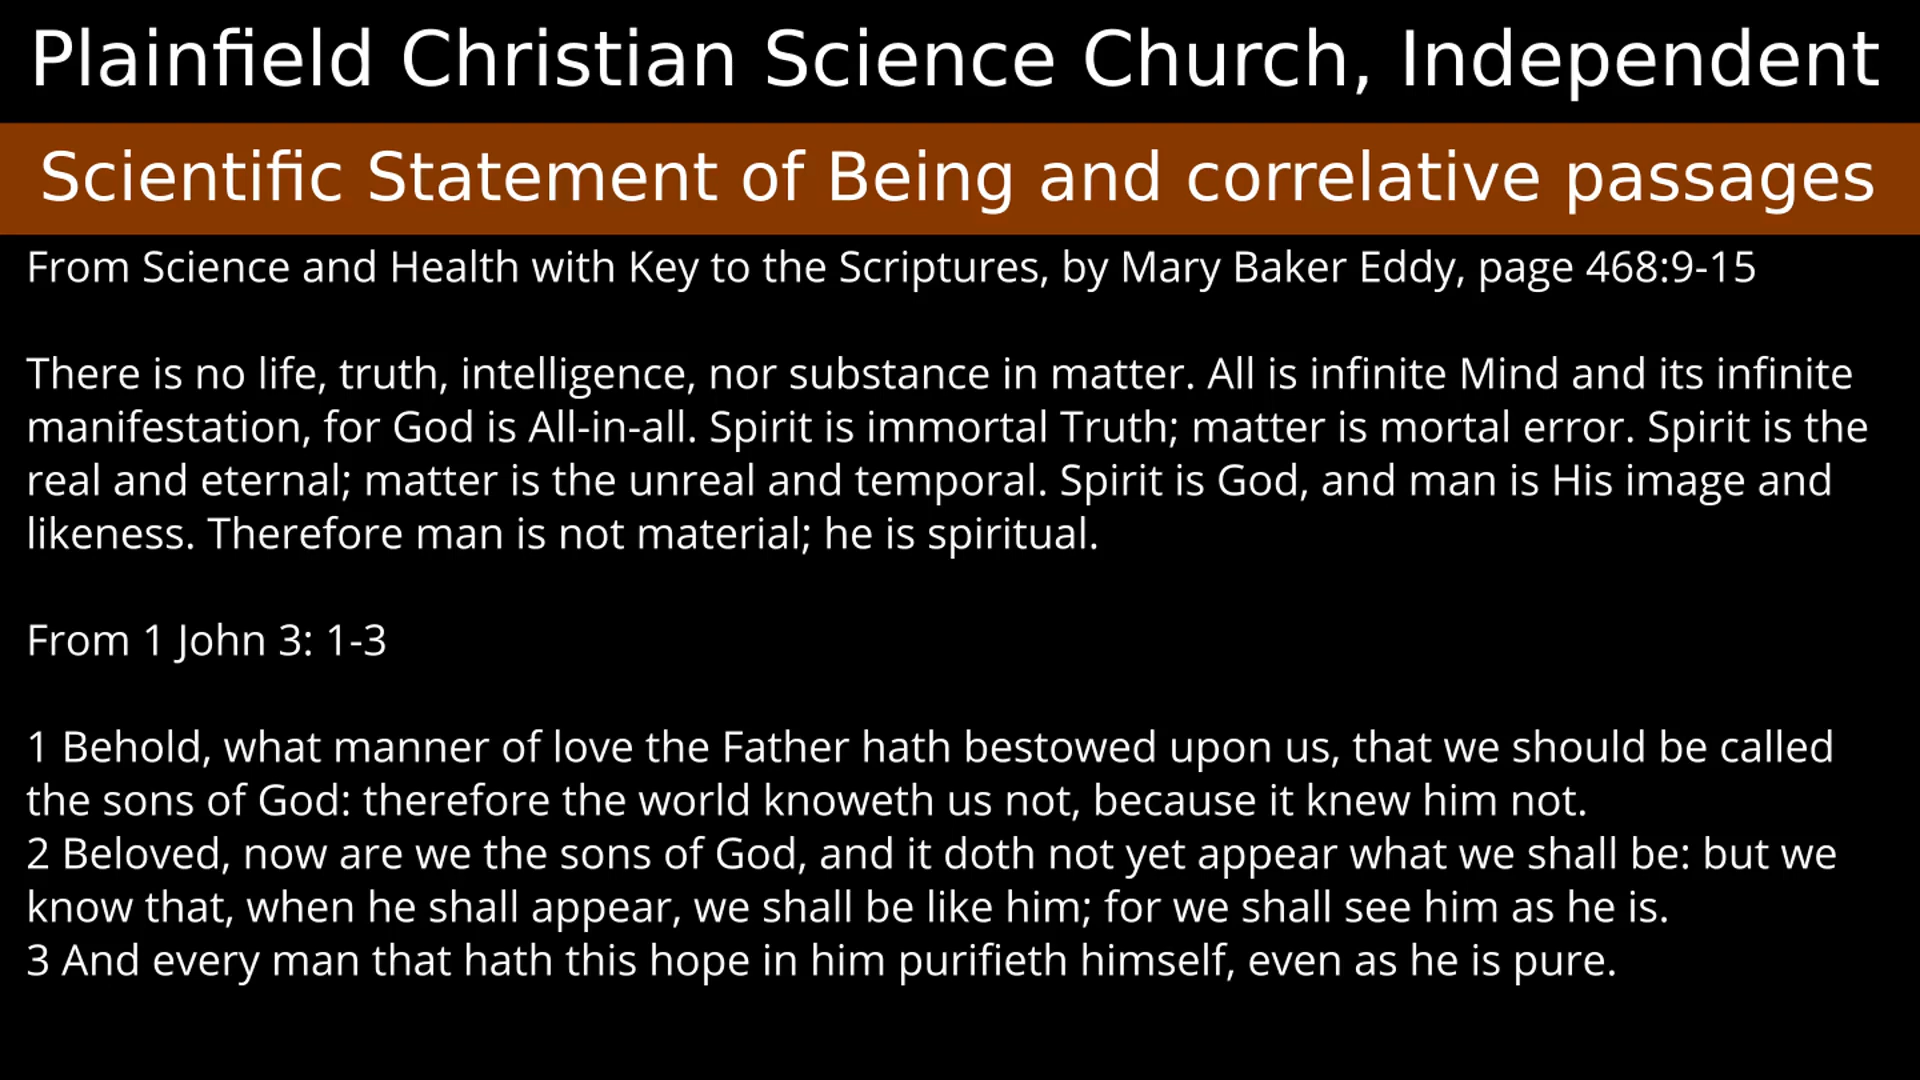 Plainfield Christian Science Church, Independent
Scientific Statement of Being and correlative passages
From Science and Health with Key to the Scriptures, by Mary Baker Eddy, page 468:9-15
There is no life, truth, intelligence, nor substance in matter. All is infinite Mind and its infinite
manifestation, for God is All-in-all. Spirit is immortal Truth; matter is mortal error. Spirit is the
real and eternal; matter is the unreal and temporal. Spirit is God, and man is His image and
likeness. Therefore man is not material; he is spiritual.
From 1 John 3: 1-3
1 Behold, what manner of love the Father hath bestowed upon us, that we should be called
the sons of God: therefore the world knoweth us not, because it knew him not.
2 Beloved, now are we the sons of God, and it doth not yet appear what we shall be: but we
know that, when he shall appear, we shall be like him; for we shall see him as he is.
3 And every man that hath this hope in him purifieth himself, even as he is pure.